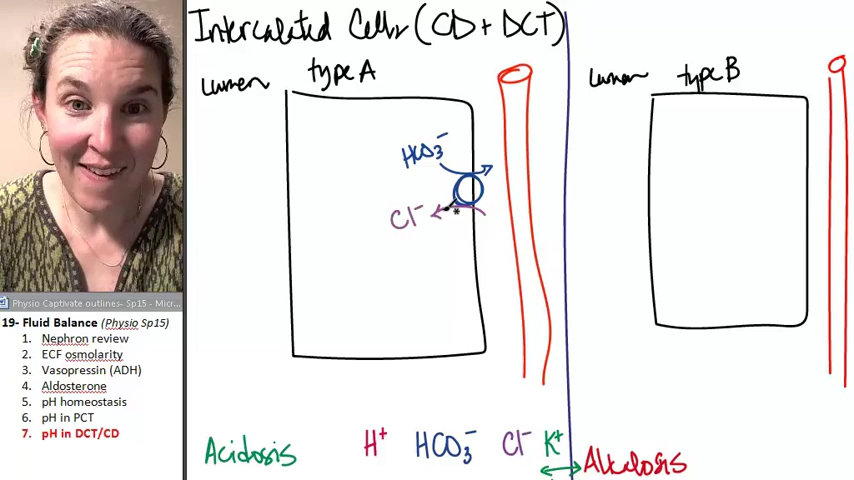 Intercalated Cells (CD + DCT)
lumen type A
lumen type B
HCO3-
Cl-
*
Physio Captivate outlines- Sp15 - Micr...
19- Fluid Balance (Physio Sp15)
1. Nephron review
2. ECF osmolarity
3. Vasopressin (ADH)
4. Aldosterone
5. pH homeostasis
6. pH in PCT
7. pH in DCT/CD
Acidosis H+ HCO3- Cl- K+ Alkalosis